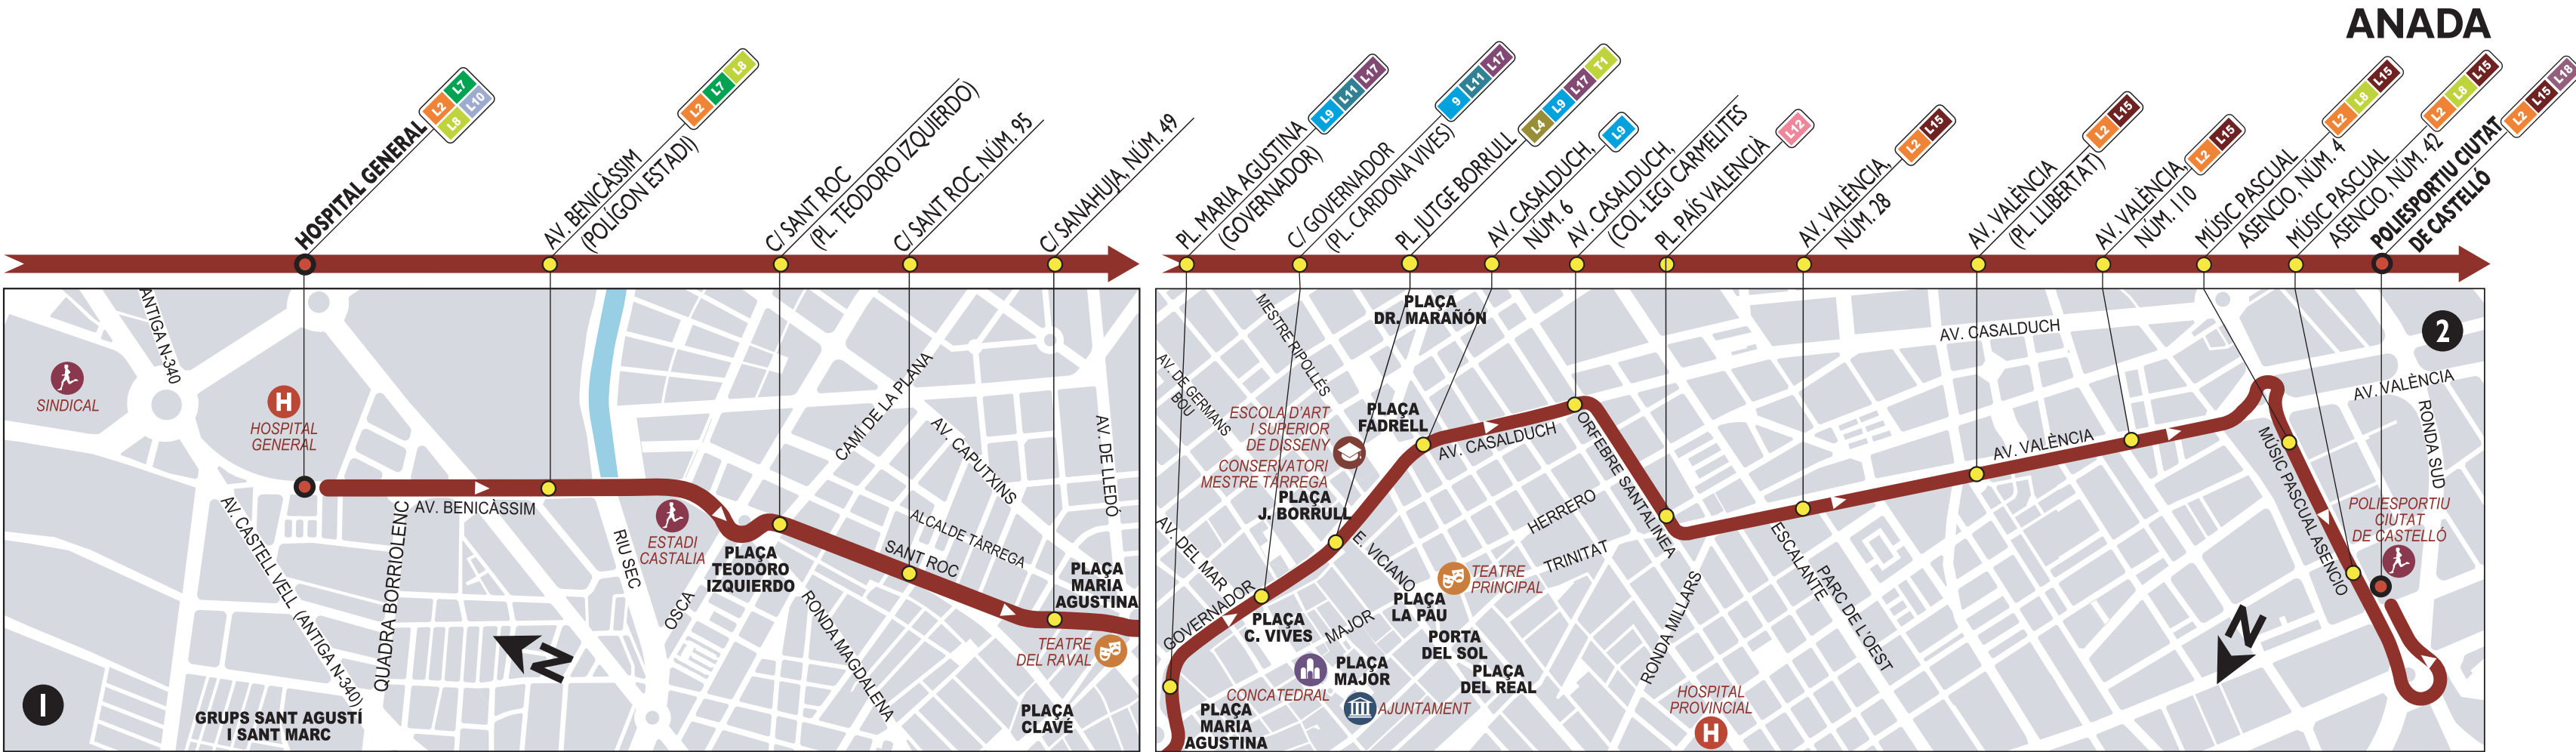 ANADA
HOSPITAL GENERAL
L2 L7
L8 L10
AV. BENICÀSSIM
(POLÍGON ESTADI)
L2 L7 L8
C/ SANT ROC
(PL. TEODORO IZQUIERDO)
C/ SANT ROC, NÚM. 95
C/ SANAHUJA, NÚM. 49
PL. MARIA AGUSTINA
(GOVERNADOR)
L9 L11 L17
C/ GOVERNADOR
(PL. CARDONA VIVES)
9 L11 L17
PL. JUTGE BORRULL
L4 L9 L17 T1
AV. CASALDUCH,
NÚM. 6
L9
AV. CASALDUCH,
(COL·LEGI CARMELITES
PL. PAÍS VALENCIÀ
L12
AV. VALÈNCIA,
NÚM. 28
L2 L15
AV. VALÈNCIA
(PL. LLIBERTAT)
L2 L15
AV. VALÈNCIA,
NÚM. 110
L2 L15
MÚSIC PASCUAL
ASENCIO, NÚM. 4
L2 L8 L15
MÚSIC PASCUAL
ASENCIO, NÚM. 42
L2 L8 L15
POLIESPORTIU CIUTAT
DE CASTELLÓ
L2 L15 L18
ANTIGA N-340
SINDICAL
H
HOSPITAL
GENERAL
AV. CASTELL VELL (ANTIGA N-340)
QUADRA BORRIOLENC
AV. BENICÀSSIM
GRUPS SANT AGUSTÍ
I SANT MARC
N
RIU SEC
ESTADI
CASTALIA
OSCA
PLAÇA
TEODORO
IZQUIERDO
CAMÍ DE LA PLANA
AV. CAPUTXINS
ALCALDE TÀRREGA
SANT ROC
RONDA MAGDALENA
AV. DE LLEDÓ
PLAÇA
MARIA
AGUSTINA
TEATRE
DEL RAVAL
PLAÇA
CLAVÉ
1
MESTRE RIPOLLÉS
AV. DE GERMANS
BOU
PLAÇA
DR. MARAÑÓN
ESCOLA D'ART
I SUPERIOR
DE DISSENY
CONSERVATORI
MESTRE TÀRREGA
PLAÇA
FADRELL
PLAÇA
J. BORRULL
AV. DEL MAR
GOVERNADOR
PLAÇA
C. VIVES
E. VICIANO
MAJOR
PLAÇA
LA PAU
TEATRE
PRINCIPAL
PORTA
DEL SOL
PLAÇA
DEL REAL
PLAÇA
MAJOR
CONCATEDRAL
AJUNTAMENT
PLAÇA
MARIA
AGUSTINA
AV. CASALDUCH
ORFEBRE SANTALINEA
HERRERO
TRINITAT
RONDA MILLARS
HOSPITAL
PROVINCIAL
H
ESCALANTE
PARC DE L'OEST
AV. CASALDUCH
AV. VALÈNCIA
AV. VALÈNCIA
RONDA SUD
MÚSIC PASCUAL ASENCIO
POLIESPORTIU
CIUTAT
DE CASTELLÓ
N
2